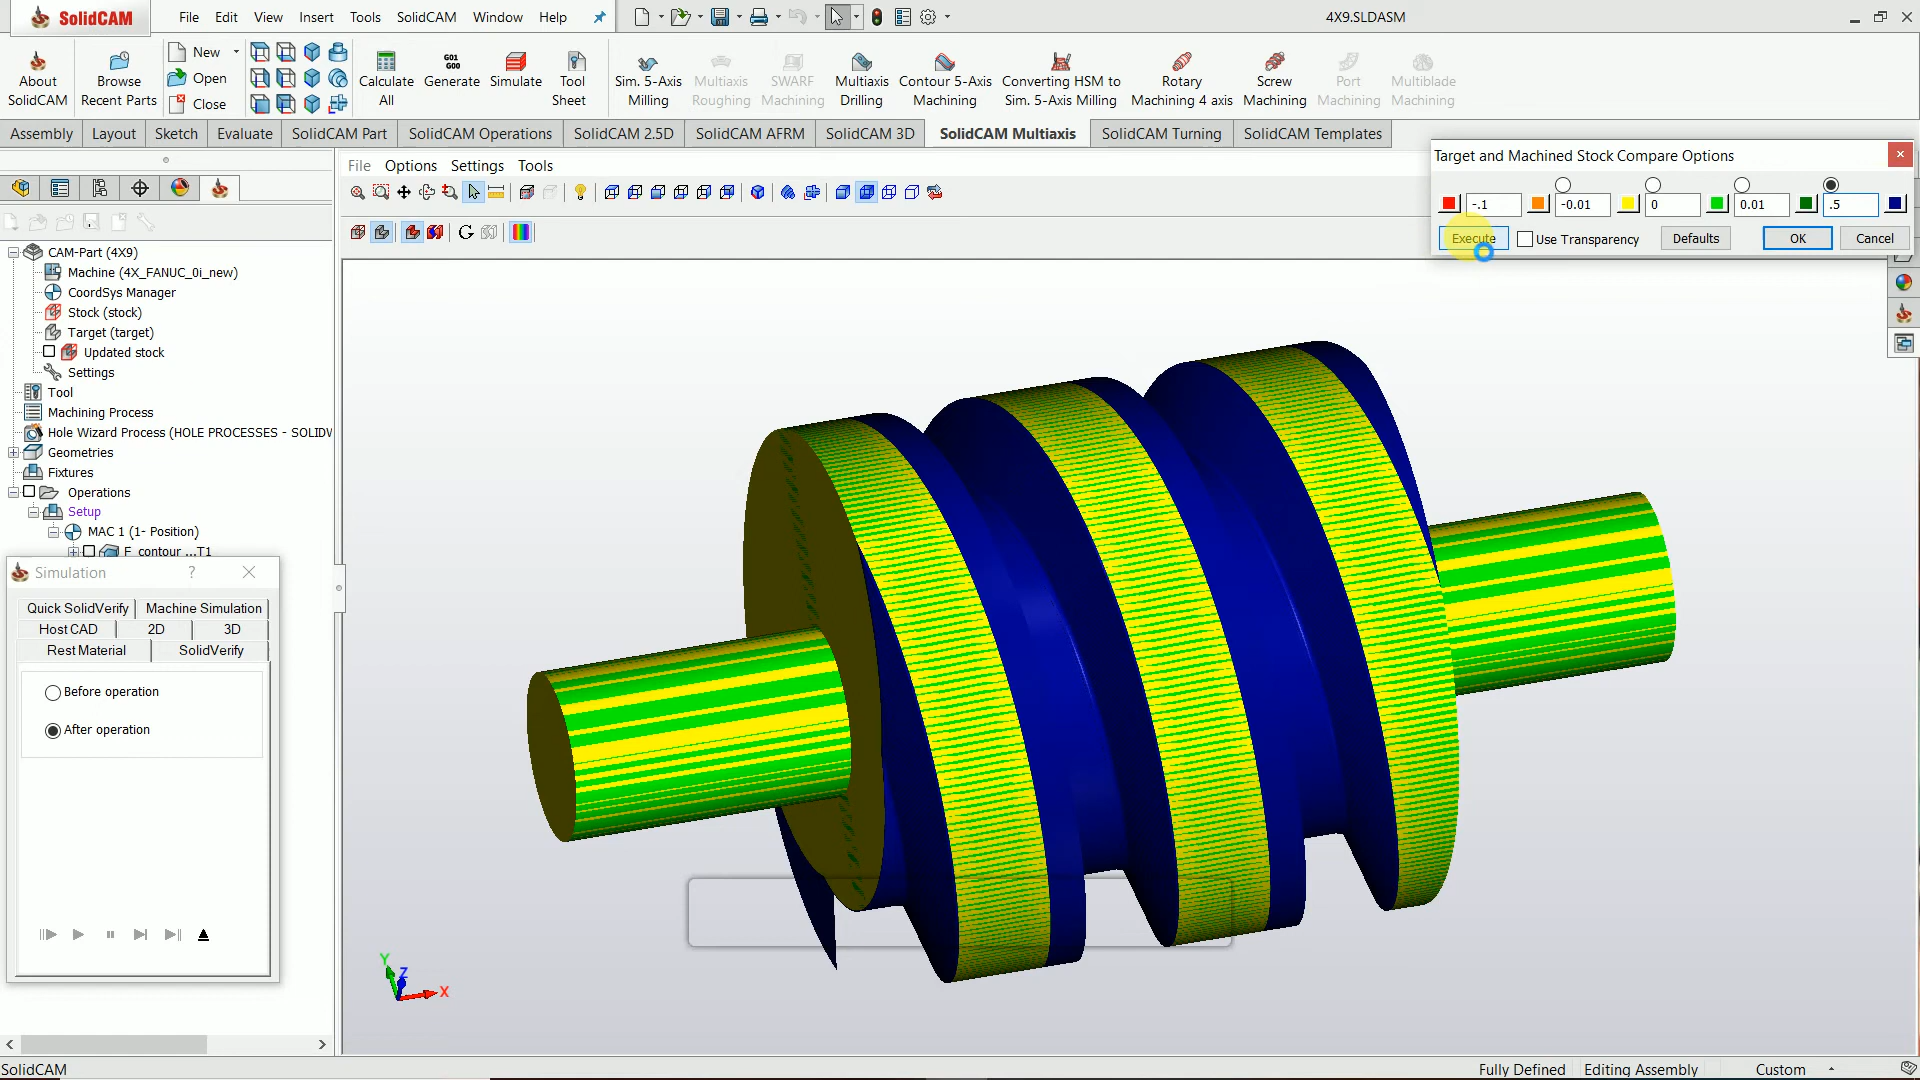 SolidCAM File Edit View Insert Tools SolidCAM Window Help 4X9.SLDASM
About SolidCAM
Browse Recent Parts
New
Open
Close
Calculate All
G01 G00
Generate
Simulate
Tool Sheet
Sim. 5-Axis Milling
Multiaxis Roughing
SWARF Machining
Multiaxis Drilling
Contour 5-Axis Machining
Converting HSM to Sim. 5-Axis Milling
Rotary Machining 4 axis
Screw Machining
Port Machining
Multiblade Machining
Assembly Layout Sketch Evaluate SolidCAM Part SolidCAM Operations SolidCAM 2.5D SolidCAM AFRM SolidCAM 3D SolidCAM Multiaxis SolidCAM Turning SolidCAM Templates
File Options Settings Tools
Target and Machined Stock Compare Options
-.1 -0.01 0 0.01 .5
Execute Use Transparency Defaults OK Cancel
CAM-Part (4X9)
Machine (4X_FANUC_0i_new)
CoordSys Manager
Stock (stock)
Target (target)
Updated stock
Settings
Tool
Machining Process
Hole Wizard Process (HOLE PROCESSES - SOLIDW
Geometries
Fixtures
Operations
Setup
MAC 1 (1- Position)
F_contour ...T1
Simulation ?
Quick SolidVerify Machine Simulation
Host CAD 2D 3D
Rest Material SolidVerify
Before operation
After operation
Y
Z
X
SolidCAM Fully Defined Editing Assembly Custom